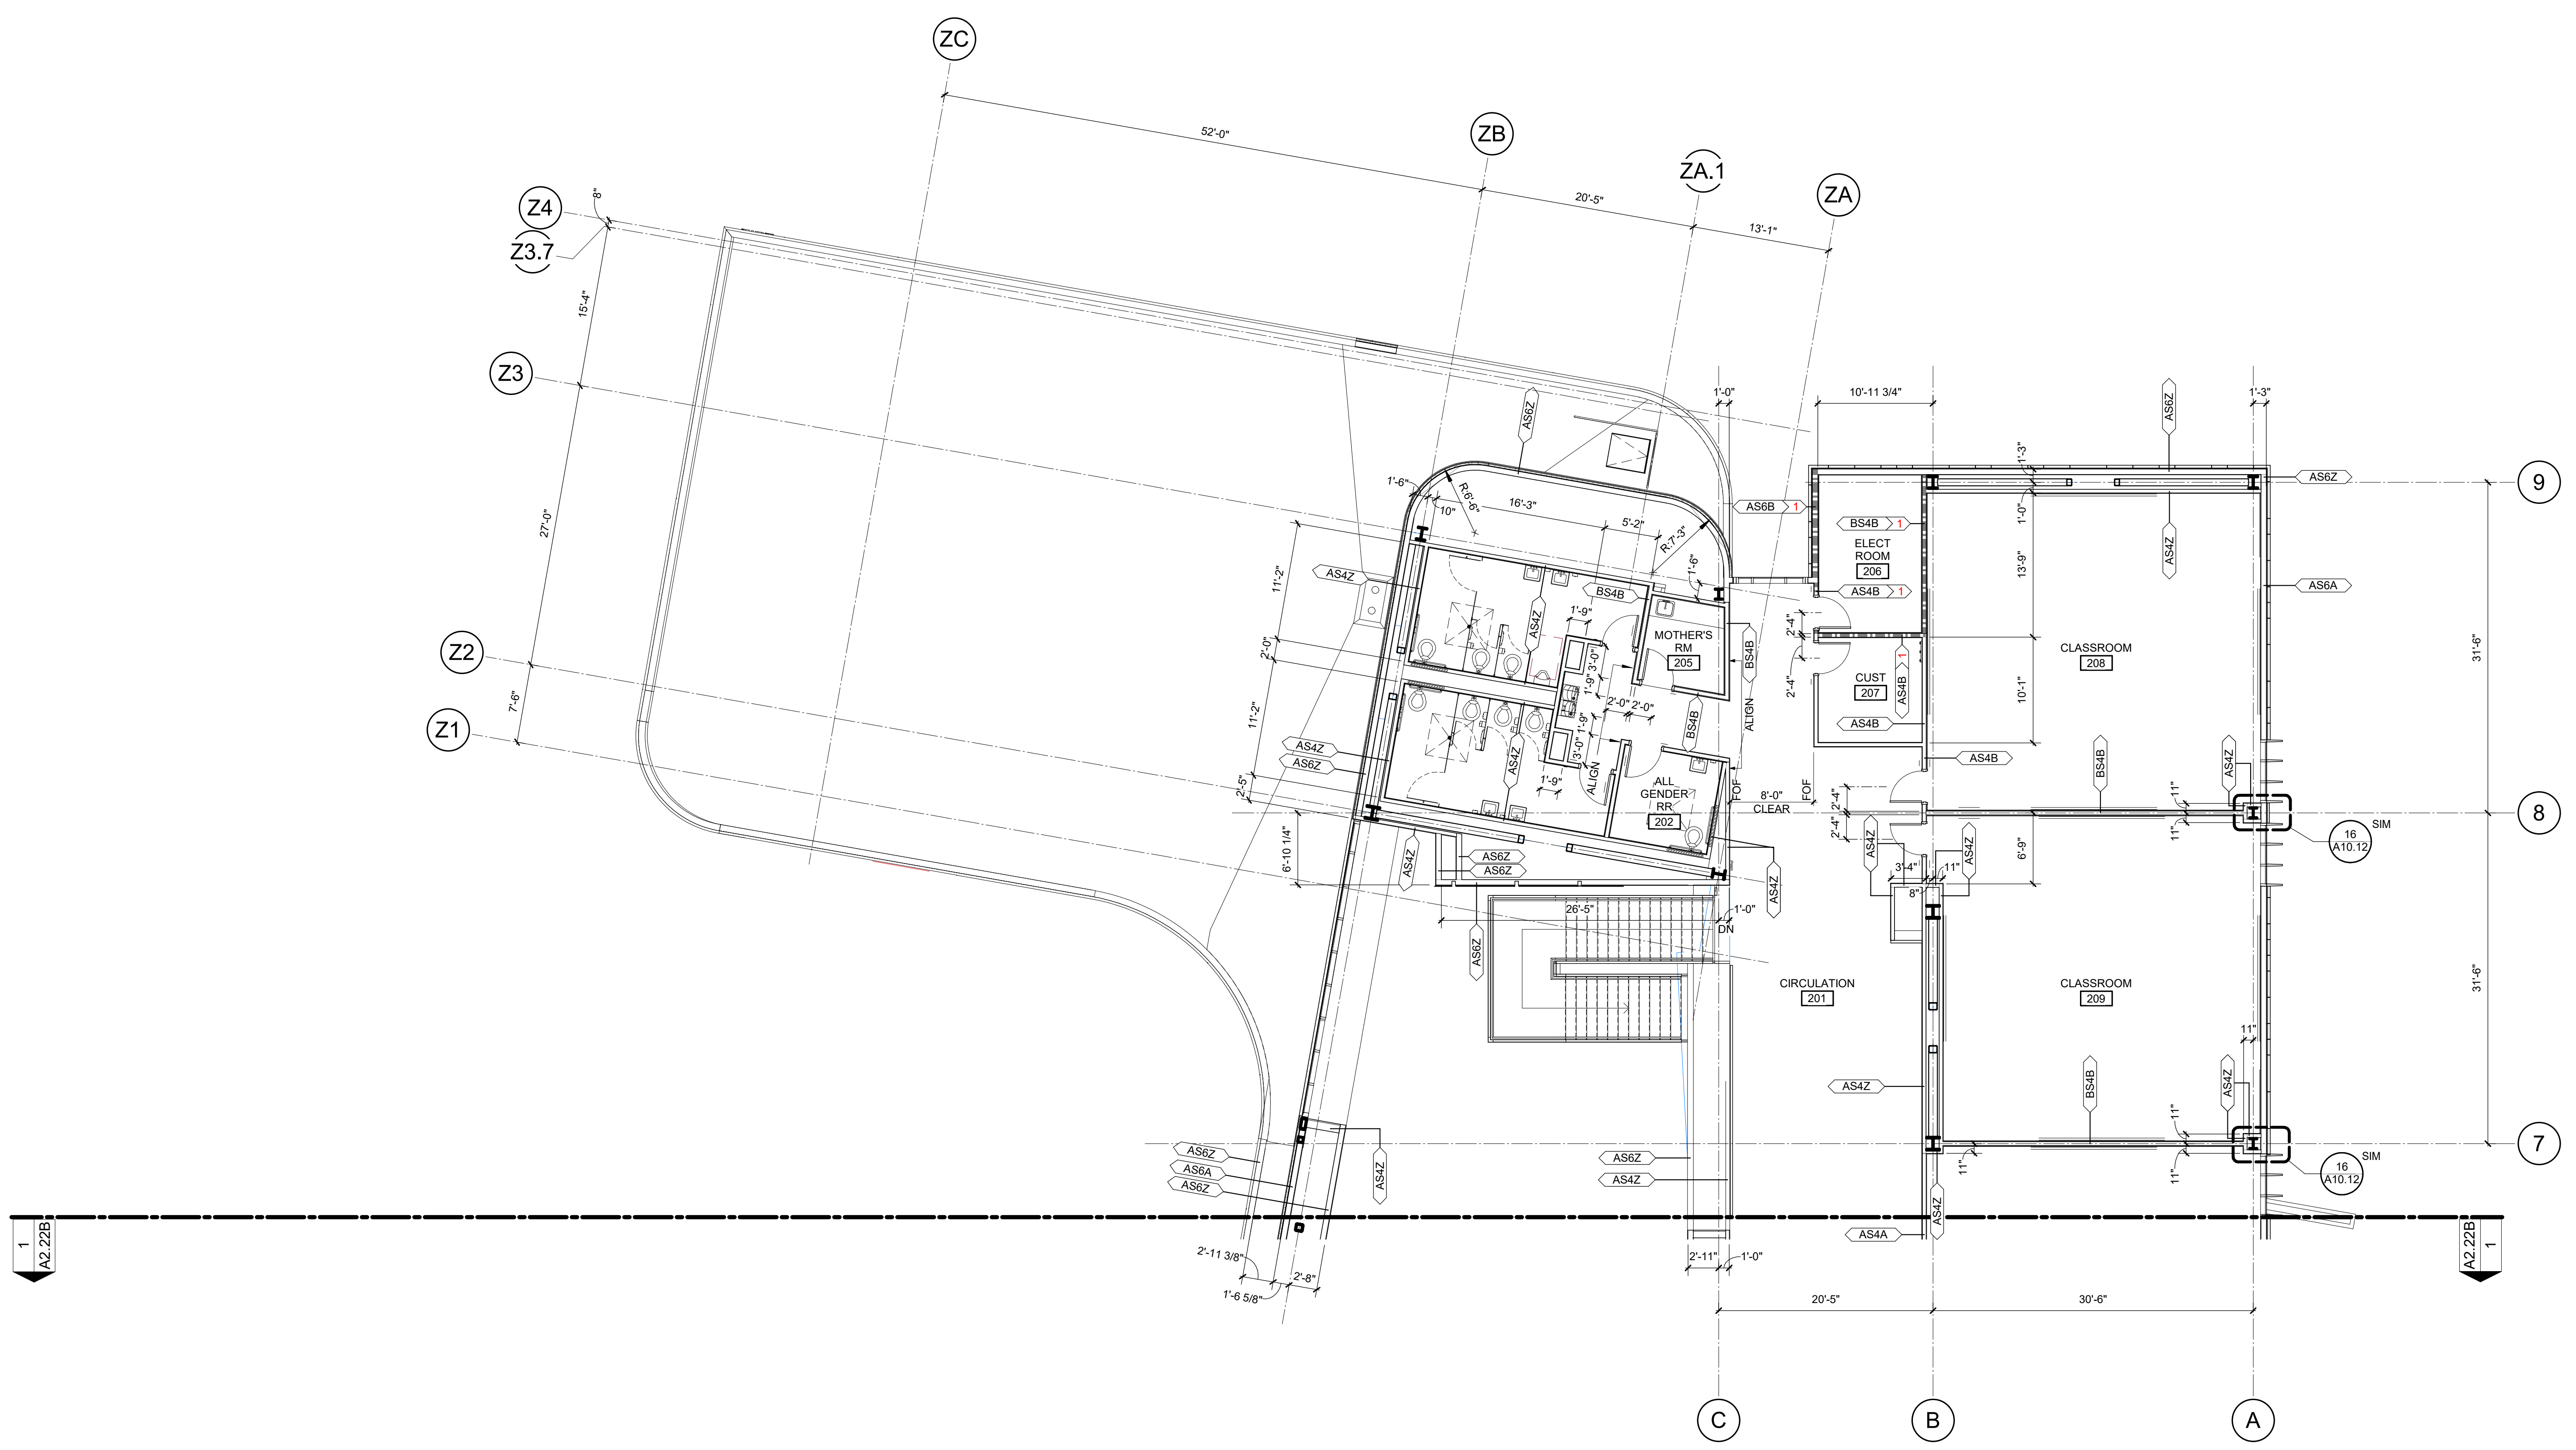 ZC
ZB
ZA.1
ZA
52'-0"
20'-5"
13'-1"
Z4
Z3.7
Z3
Z2
Z1
8"
15'-4"
27'-0"
7'-6"
1'-0"
10'-11 3/4"
1'-3"
AS6Z
AS6Z
1'-3"
9
AS6Z
1'-6"
10"
R:6'-6"
16'-3"
5'-2"
R:7'-3"
1'-6"
AS6B 1
BS4B 1
ELECT
ROOM
206
AS4B 1
1'-0"
13'-9"
AS4Z
AS6A
11'-2"
2'-0"
11'-2"
2'-5"
6'-10 1/4"
AS4Z
AS4Z
BS4B
1'-9"
MOTHER'S
RM
205
BS4B
ALIGN
2'-4"
2'-4"
CUST
207
AS4B 1
AS4B
CLASSROOM
208
10'-1"
31'-6"
3'-0"
1'-9"
2'-0"
2'-0"
1'-9"
3'-0"
1'-9"
BS4B
ALIGN
AS4Z
AS6Z
AS4Z
ALL
GENDER
RR
202
FOF
8'-0"
CLEAR
FOF
AS4B
BS4B
AS4Z
11"
11"
2'-4"
2'-4"
8
16
A10.12
SIM
AS4Z
AS6Z
AS6Z
AS4Z
AS4Z
AS4Z
6'-9"
3'-4"
11"
8"
26'-5"
1'-0"
DN
AS6Z
CIRCULATION
201
CLASSROOM
209
31'-6"
11"
AS4Z
BS4B
AS4Z
11"
11"
11"
7
16
A10.12
SIM
AS6Z
AS6A
AS6Z
AS4Z
AS6Z
AS4Z
AS4Z
AS4A
1
A2.22B
A2.22B
1
2'-11 3/8"
1'-6 5/8"
2'-8"
2'-11"
1'-0"
20'-5"
30'-6"
C
B
A